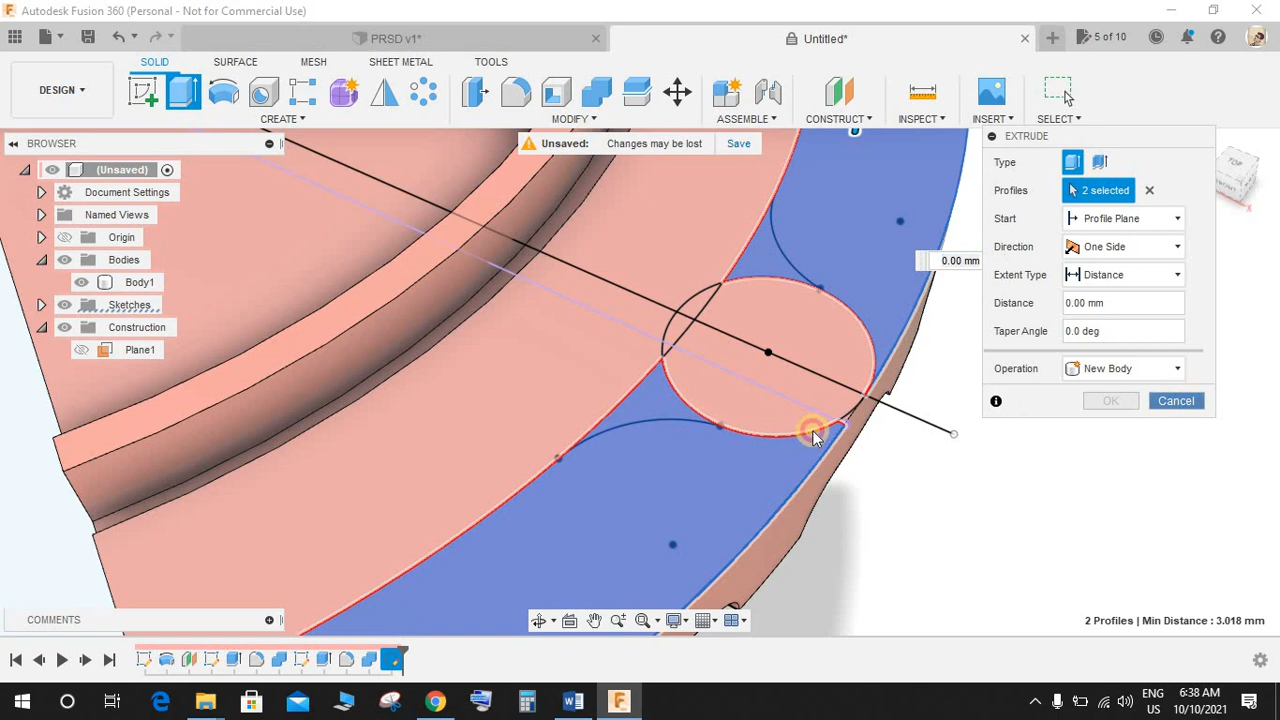 Autodesk Fusion 360 (Personal - Not for Commercial Use)
PRSD v1*
Untitled*
5 of 10
SOLID SURFACE MESH SHEET METAL TOOLS
DESIGN
CREATE MODIFY ASSEMBLE CONSTRUCT INSPECT INSERT SELECT
BROWSER
Unsaved: Changes may be lost Save
(Unsaved)
Document Settings
Named Views
Origin
Bodies
Body1
Sketches
Construction
Plane1
EXTRUDE
Type
Profiles 2 selected
Start Profile Plane
Direction One Side
Extent Type Distance
Distance 0.00 mm
Taper Angle 0.0 deg
Operation New Body
OK Cancel
0.00 mm
TOP
X
COMMENTS
2 Profiles | Min Distance : 3.018 mm
ENG
US
6:38 AM
10/10/2021